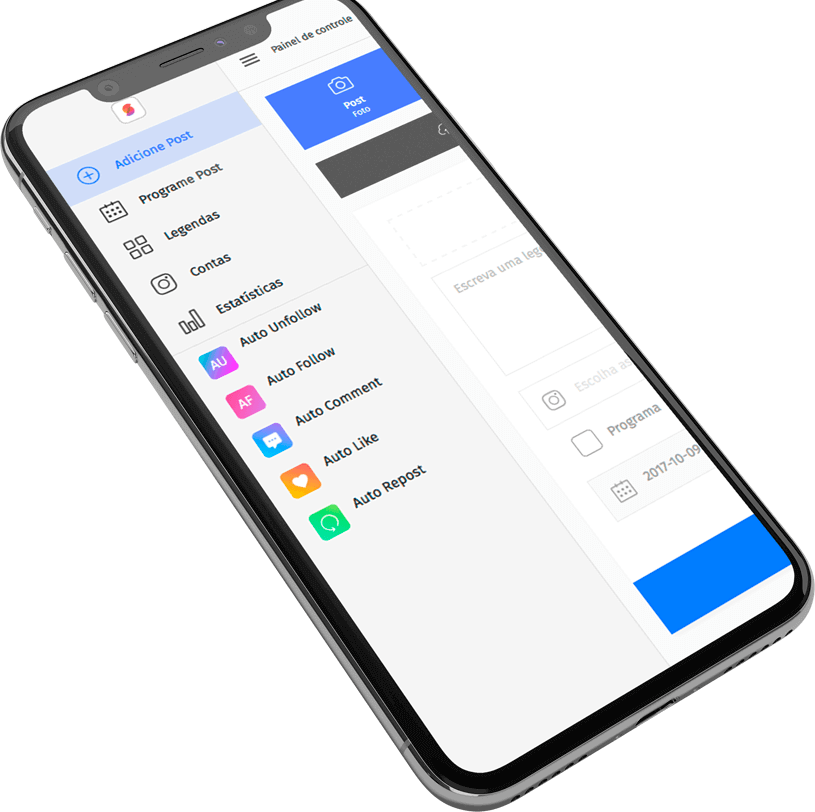 Painel de controle
Adicione Post
Programe Post
Legendas
Contas
Estatísticas
AU Auto Unfollow
AF Auto Follow
Auto Comment
Auto Like
Auto Repost
Post
Foto
Escreva uma leg
Escolha as
Programa
2017-10-09